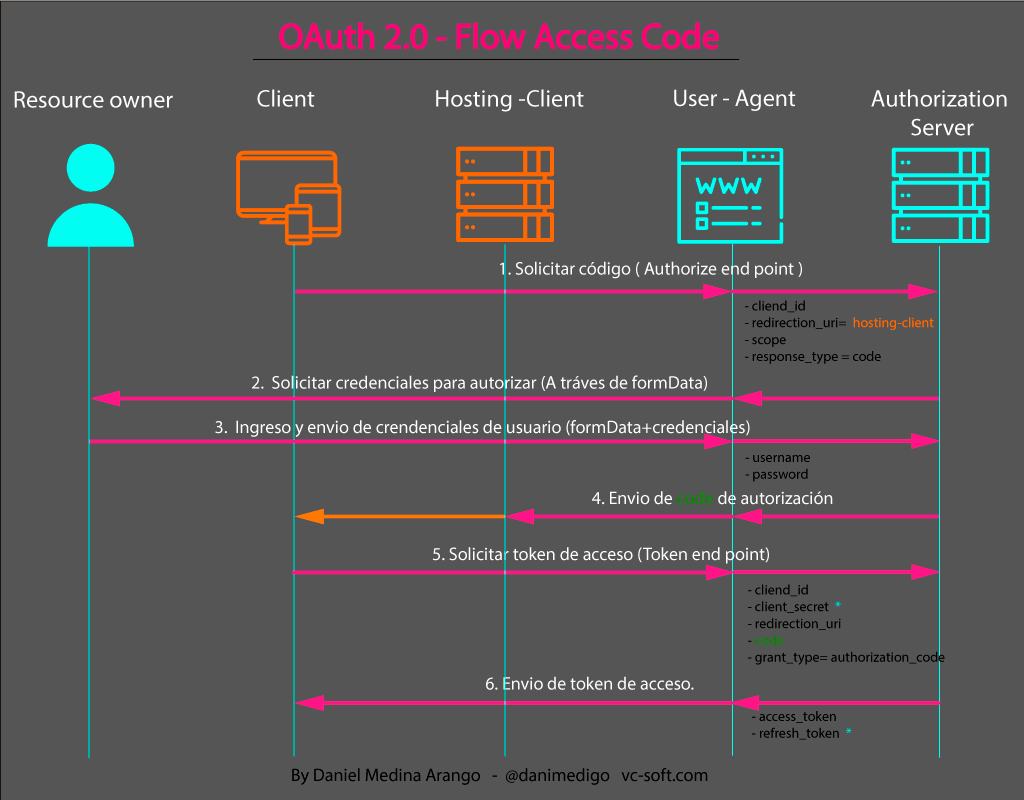 OAuth 2.0 - Flow Access Code
Resource owner
Client
Hosting -Client
User - Agent
Authorization
Server
WWW
1. Solicitar código ( Authorize end point )
- cliend_id
- redirection_uri= hosting-client
- scope
- response_type = code
2. Solicitar credenciales para autorizar (A tráves de formData)
3. Ingreso y envio de crendenciales de usuario (formData+credenciales)
- username
- password
4. Envio de code de autorización
5. Solicitar token de acceso (Token end point)
- cliend_id
- client_secret *
- redirection_uri
- code
- grant_type= authorization_code
6. Envio de token de acceso.
- access_token
- refresh_token *
By Daniel Medina Arango - @danimedigo vc-soft.com